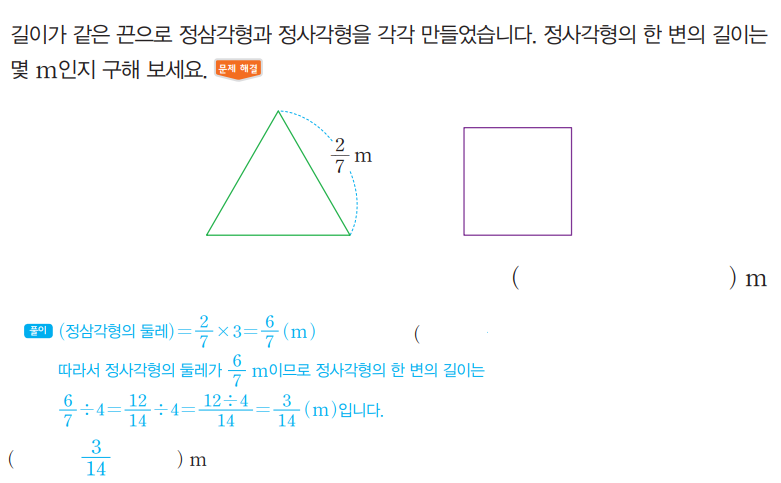 길이가 같은 끈으로 정삼각형과 정사각형을 각각 만들었습니다. 정사각형의 한 변의 길이는
몇 m인지 구해 보세요. 문제 해결
2/7 m
( ) m
풀이 (정삼각형의 둘레)=2/7×3=6/7(m) (
따라서 정사각형의 둘레가 6/7 m이므로 정사각형의 한 변의 길이는
6/7÷4=12/14÷4=12÷4/14=3/14(m)입니다.
( 3/14 ) m